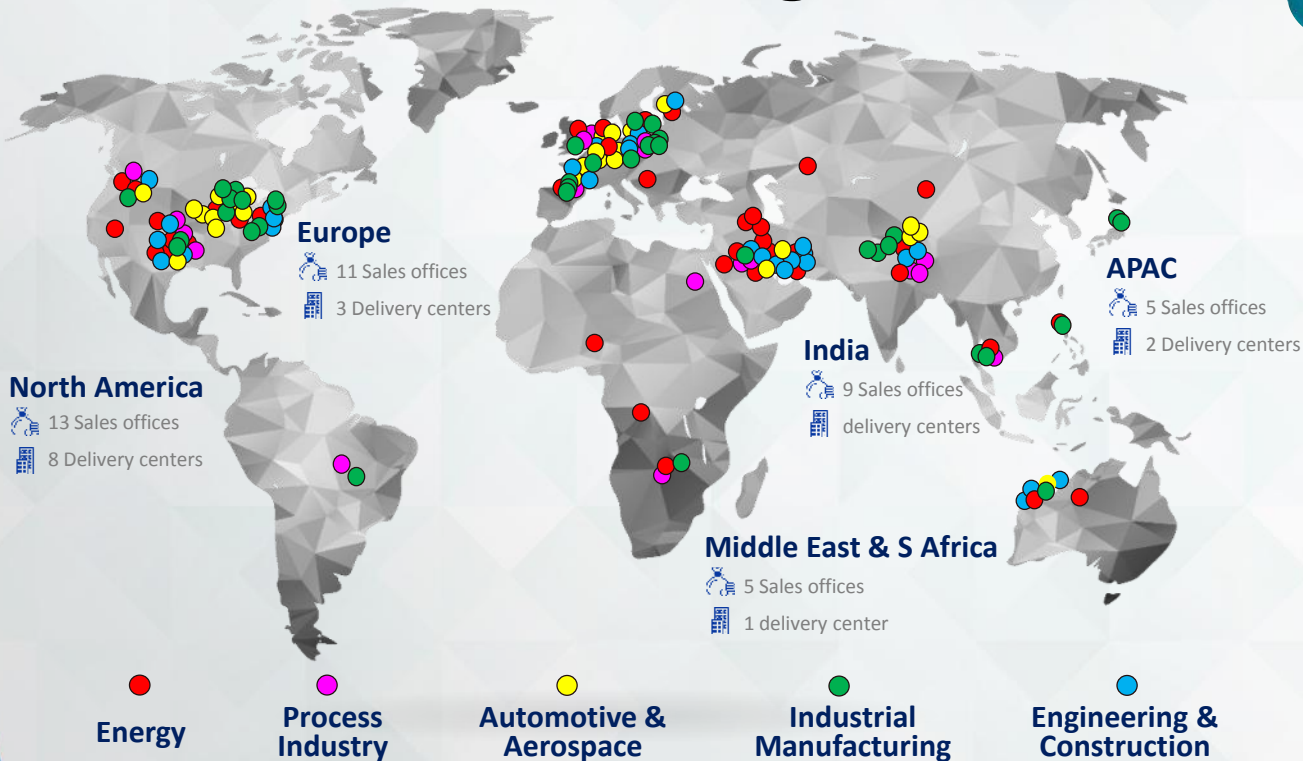 Europe
11 Sales offices
3 Delivery centers
APAC
5 Sales offices
2 Delivery centers
India
9 Sales offices
delivery centers
North America
13 Sales offices
8 Delivery centers
Middle East & S Africa
5 Sales offices
1 delivery center
Energy
Process
Industry
Automotive &
Aerospace
Industrial
Manufacturing
Engineering &
Construction